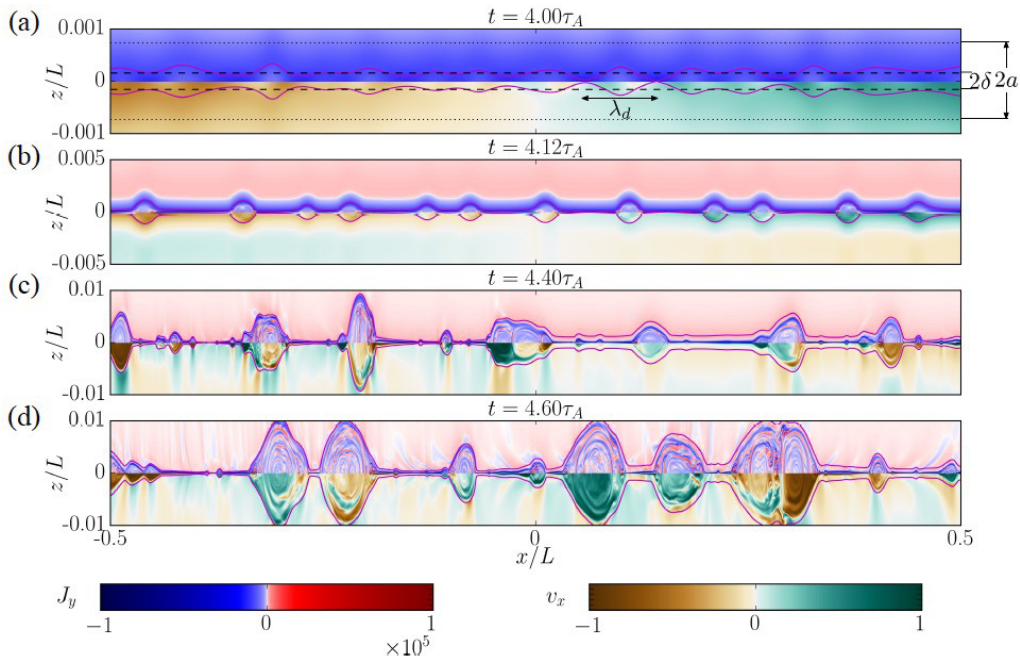 (a)
t = 4.00τ_A
z/L
0.001
0
-0.001
λ_d
2δ 2a
(b)
t = 4.12τ_A
z/L
0.005
0
-0.005
(c)
t = 4.40τ_A
z/L
0.01
0
-0.01
(d)
t = 4.60τ_A
z/L
0.01
0
-0.01
-0.5 0 0.5
x/L
J_y
−1 0 1
×10^5
v_x
−1 0 1